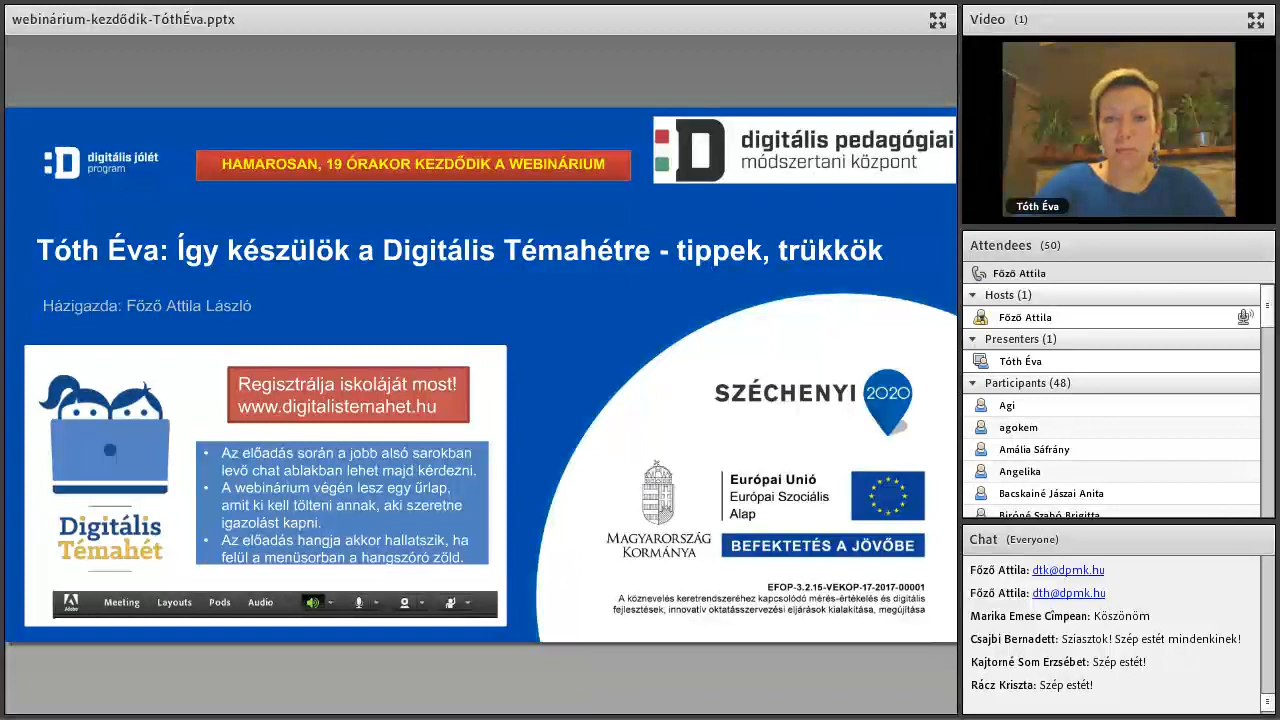 webinárium-kezdődik-TóthÉva.pptx
digitális jólét
program
HAMAROSAN, 19 ÓRAKOR KEZDŐDIK A WEBINÁRIUM
digitális pedagógiai
módszertani központ
Tóth Éva: Így készülök a Digitális Témahétre - tippek, trükkök
Házigazda: Főző Attila László
Regisztrálja iskoláját most!
www.digitalistemahet.hu
• Az előadás során a jobb alsó sarokban
levő chat ablakban lehet majd kérdezni.
• A webinárium végén lesz egy űrlap,
amit ki kell tölteni annak, aki szeretne
igazolást kapni.
• Az előadás hangja akkor hallatszik, ha
felül a menüsorban a hangszóró zöld.
Digitális
Témahét
Adobe Meeting Layouts Pods Audio
SZÉCHENYI 2020
MAGYARORSZÁG
KORMÁNYA
Európai Unió
Európai Szociális
Alap
BEFEKTETÉS A JÖVŐBE
EFOP-3.2.15-VEKOP-17-2017-00001
A köznevelés keretrendszeréhez kapcsolódó mérés-értékelés és digitális
fejlesztések, innovatív oktatásszervezési eljárások kialakítása, megújítása
Video (1)
Tóth Éva
Attendees (50)
Főző Attila
Hosts (1)
Főző Attila
Presenters (1)
Tóth Éva
Participants (48)
Agi
agokem
Amália Sáfrány
Angelika
Bacskainé Jászai Anita
Biróné Szabó Brigitta
Chat (Everyone)
Főző Attila: dtk@dpmk.hu
Főző Attila: dth@dpmk.hu
Marika Emese Cîmpean: Köszönöm
Csajbi Bernadett: Sziasztok! Szép estét mindenkinek!
Kajtorné Som Erzsébet: Szép estét!
Rácz Kriszta: Szép estét!